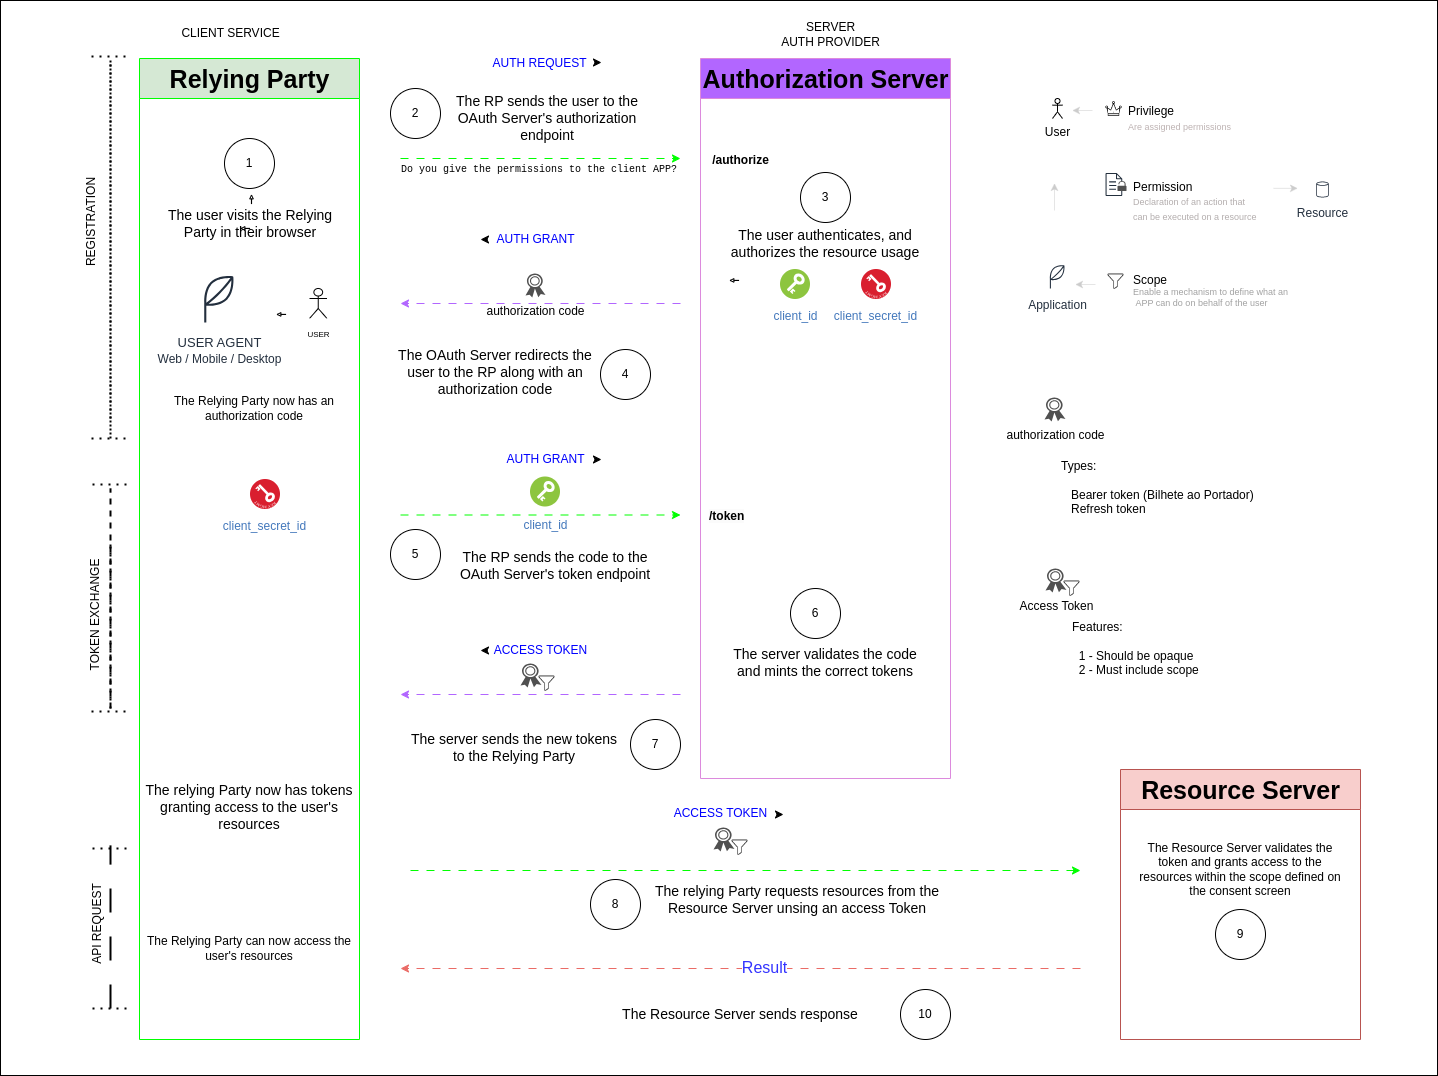 CLIENT SERVICE
SERVER
AUTH PROVIDER
Relying Party
AUTH REQUEST
Authorization Server
2
The RP sends the user to the
OAuth Server's authorization
endpoint
Do you give the permissions to the client APP?
REGISTRATION
1
The user visits the Relying
Party in their browser
/authorize
3
The user authenticates, and
authorizes the resource usage
client_id
client_secret_id
AUTH GRANT
authorization code
USER AGENT
Web / Mobile / Desktop
USER
The OAuth Server redirects the
user to the RP along with an
authorization code
4
The Relying Party now has an
authorization code
User
Privilege
Are assigned permissions
Permission
Declaration of an action that
can be executed on a resource
Resource
Application
Scope
Enable a mechanism to define what an
APP can do on behalf of the user
authorization code
Types:
Bearer token (Bilhete ao Portador)
Refresh token
Access Token
Features:
1 - Should be opaque
2 - Must include scope
TOKEN EXCHANGE
client_secret_id
AUTH GRANT
client_id
/token
5
The RP sends the code to the
OAuth Server's token endpoint
6
The server validates the code
and mints the correct tokens
ACCESS TOKEN
The server sends the new tokens
to the Relying Party
7
The relying Party now has tokens
granting access to the user's
resources
API REQUEST
ACCESS TOKEN
8
The relying Party requests resources from the
Resource Server unsing an access Token
Resource Server
The Resource Server validates the
token and grants access to the
resources within the scope defined on
the consent screen
9
The Relying Party can now access the
user's resources
Result
The Resource Server sends response
10